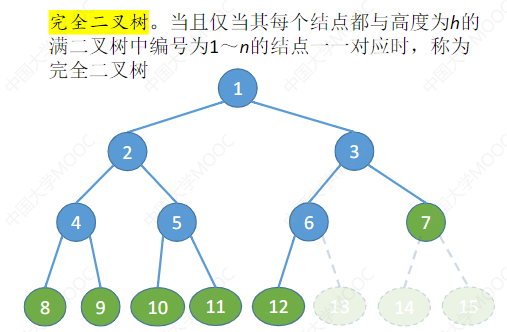 完全二叉树。当且仅当其每个结点都与高度为h的
满二叉树中编号为1～n的结点一一对应时，称为
完全二叉树
1
2 3
4 5 6 7
8 9 10 11 12 13 14 15
中国大学MOOC